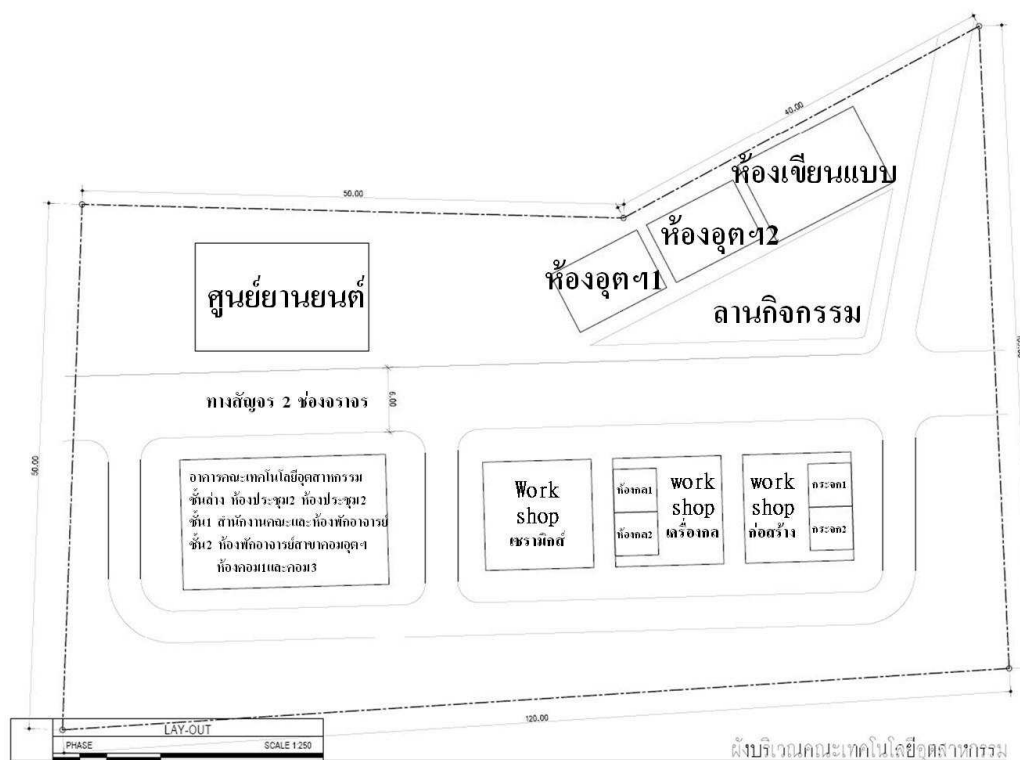 40.00
50.00
ห้องเขียนแบบ
ห้องอุตฯ2
ห้องอุตฯ1
ศูนย์ยานยนต์
ลานกิจกรรม
ทางสัญจร 2 ช่องจราจร
6.00
50.00
อาคารคณะเทคโนโลยีอุตสาหกรรม
ชั้นล่าง ห้องประชุม2 ห้องประชุม2
ชั้น1 สำนักงานคณะและห้องพักอาจารย์
ชั้น2 ห้องพักอาจารย์สาขาคอมอุตฯ
ห้องคอม1และคอม3
Work
shop
เซรามิกส์
ห้องกล1
ห้องกล2
work
shop
เครื่องกล
work
shop
ก่อสร้าง
กระจก1
กระจก2
120.00
LAY-OUT
PHASE
SCALE 1:250
ผังบริเวณคณะเทคโนโลยีอุตสาหกรรม